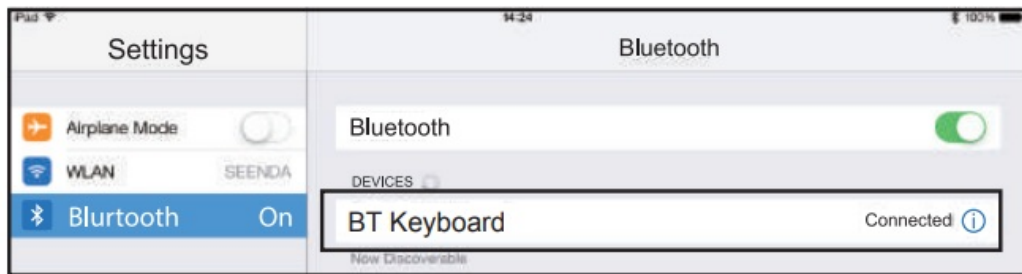 iPad 14:24 100%
Settings
Bluetooth
Airplane Mode
WLAN SEENDA
Blurtooth On
Bluetooth
DEVICES
BT Keyboard Connected
Now Discoverable